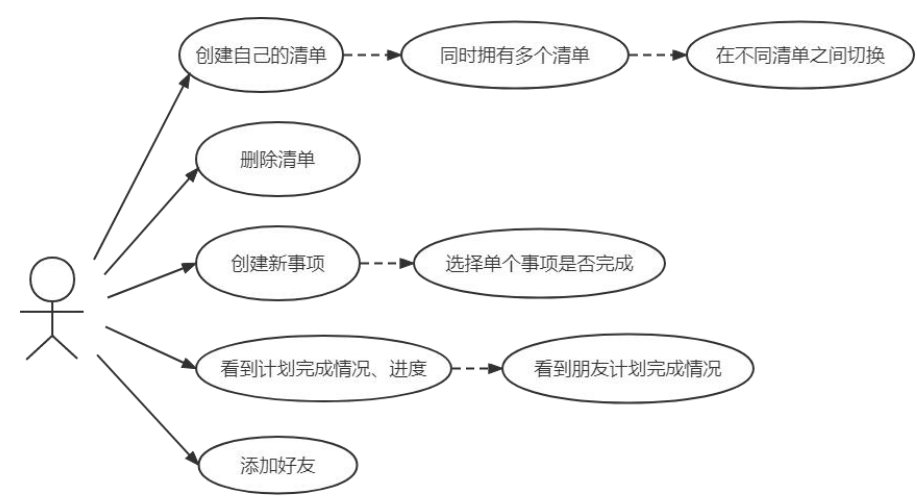 创建自己的清单
同时拥有多个清单
在不同清单之间切换
删除清单
创建新事项
选择单个事项是否完成
看到计划完成情况、进度
看到朋友计划完成情况
添加好友